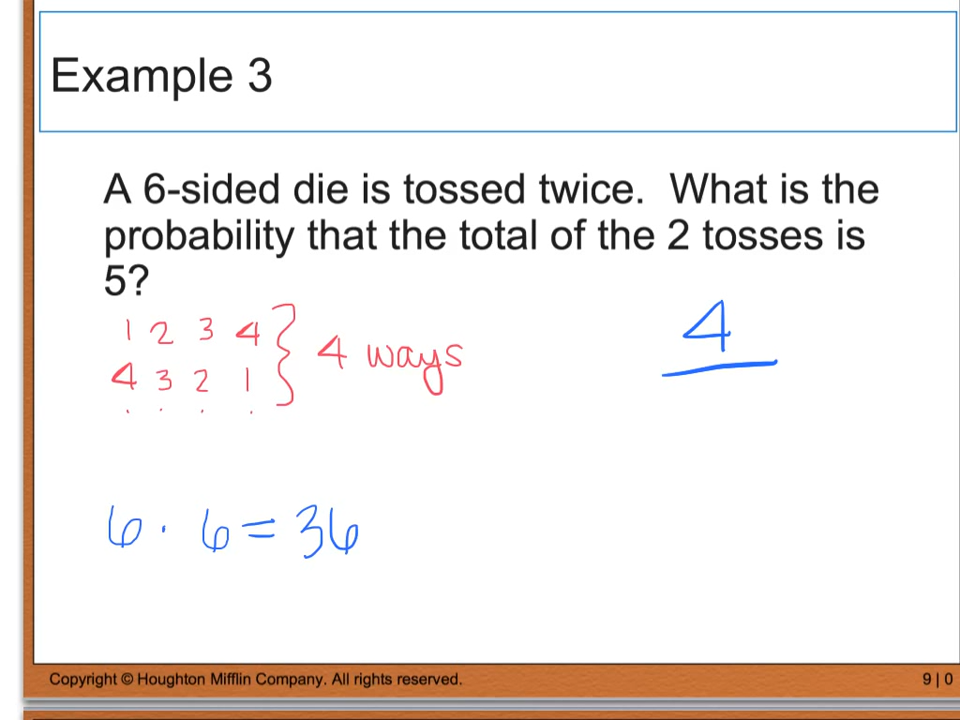 Example 3
A 6-sided die is tossed twice. What is the
probability that the total of the 2 tosses is
5?
1 2 3 4
4 3 2 1
4 ways
4
6 · 6 = 36
Copyright © Houghton Mifflin Company. All rights reserved.
9 | 0